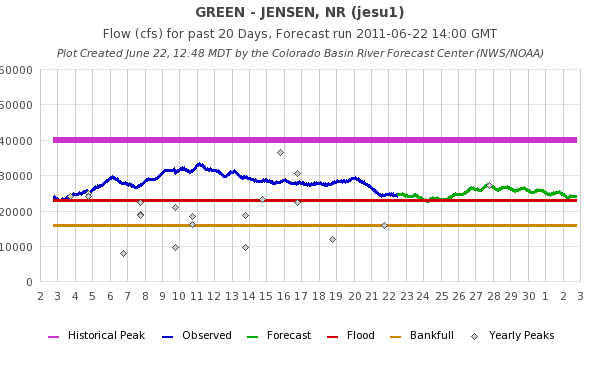 GREEN - JENSEN, NR (jesu1)
Flow (cfs) for past 20 Days, Forecast run 2011-06-22 14:00 GMT
Plot Created June 22, 12:48 MDT by the Colorado Basin River Forecast Center (NWS/NOAA)
60000
50000
40000
30000
20000
10000
0
2 3 4 5 6 7 8 9 10 11 12 13 14 15 16 17 18 19 20 21 22 23 24 25 26 27 28 29 30 1 2 3
Historical Peak Observed Forecast Flood Bankfull Yearly Peaks